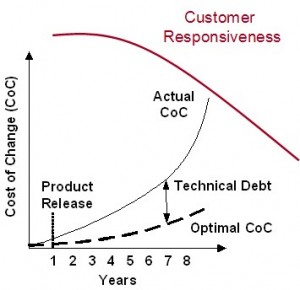 Customer
Responsiveness
Actual
CoC
Product
Release
Technical Debt
Optimal CoC
Cost of Change (CoC)
1 2 3 4 5 6 7 8
Years